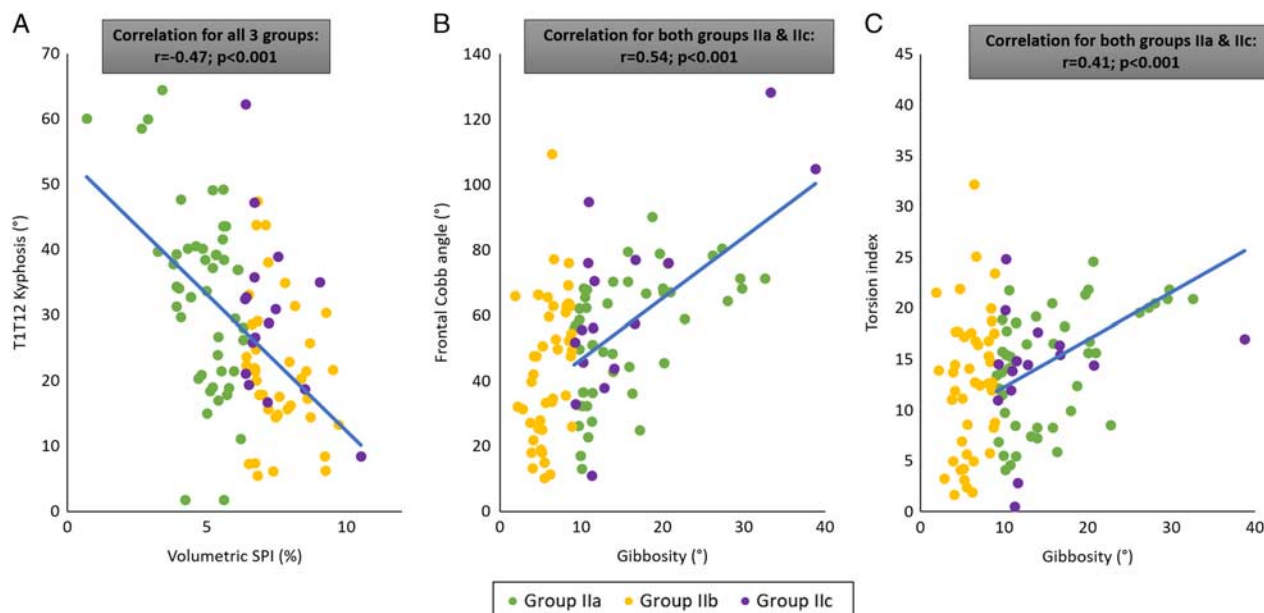 A
Correlation for all 3 groups:
r=-0.47; p<0.001
70
60
50
40
30
20
10
0
T1T12 Kyphosis (°)
0
5
10
Volumetric SPI (%)
B
Correlation for both groups IIa & IIc:
r=0.54; p<0.001
140
120
100
80
60
40
20
0
Frontal Cobb angle (°)
0
10
20
30
40
Gibbosity (°)
C
Correlation for both groups IIa & IIc:
r=0.41; p<0.001
45
40
35
30
25
20
15
10
5
0
Torsion index
0
10
20
30
40
Gibbosity (°)
Group IIa
Group IIb
Group IIc